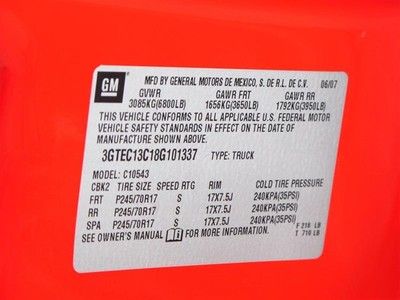 GM
MFD BY GENERAL MOTORS DE MEXICO, S. DE R.L. DE C.V. 06/07
GVWR GAWR FRT GAWR RR
3085KG(6800LB) 1656KG(3650LB) 1792KG(3950LB)
THIS VEHICLE CONFORMS TO ALL APPLICABLE U.S. FEDERAL MOTOR
VEHICLE SAFETY STANDARDS IN EFFECT ON THE DATE OF
MANUFACTURE SHOWN ABOVE.
3GTEC13C18G101337 TYPE: TRUCK
MODEL: C10543
CBK2 TIRE SIZE SPEED RTG RIM COLD TIRE PRESSURE
FRT P245/70R17 S 17X7.5J 240KPA(35PSI)
RR P245/70R17 S 17X7.5J 240KPA(35PSI)
SPA P245/70R17 S 17X7.5J 240KPA(35PSI)
SEE OWNER'S MANUAL FOR MORE INFORMATION
F 218 LB
T 710 LB